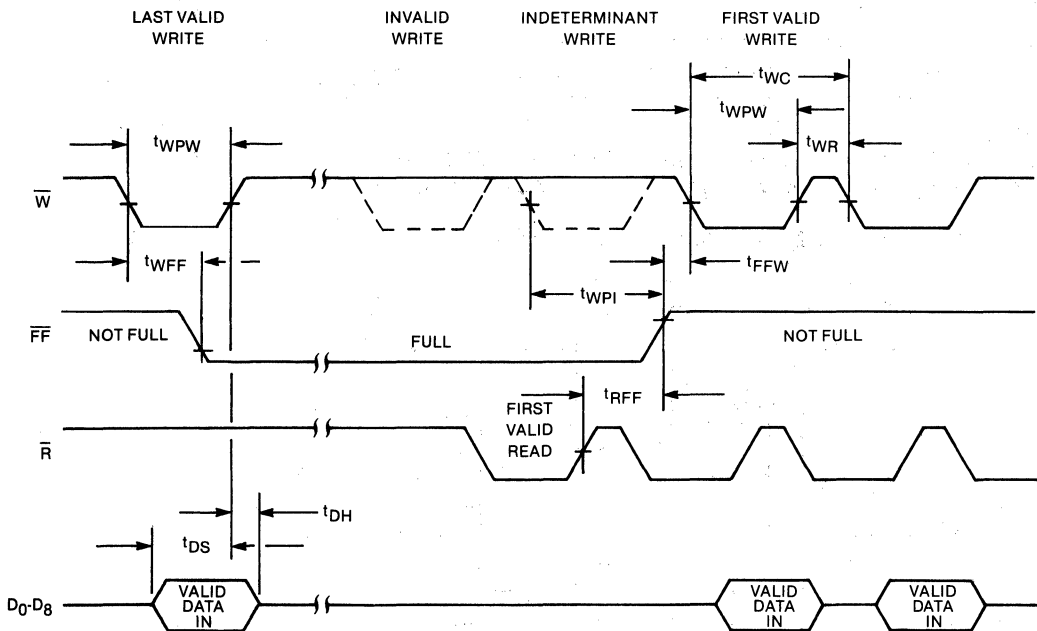 LAST VALID
WRITE
INVALID
WRITE
INDETERMINANT
WRITE
FIRST VALID
WRITE
tWC
tWPW
tWPW
tWR
W̅
tWFF
tFFW
tWPI
F̅F̅
NOT FULL
FULL
NOT FULL
tRFF
FIRST
VALID
READ
R̅
tDH
tDS
D0-D8
VALID
DATA
IN
VALID
DATA
IN
VALID
DATA
IN